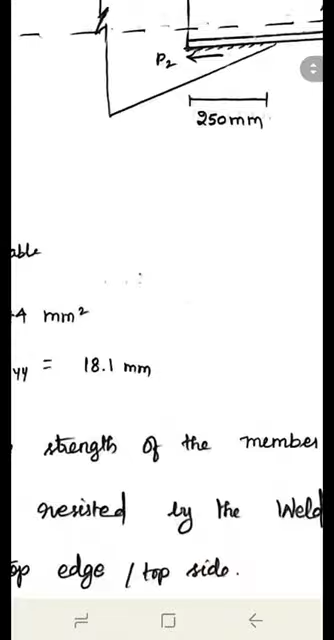 P2
250mm
able
4 mm²
yy = 18.1 mm
strength of the member
resisted by the Weld
op edge / top side.